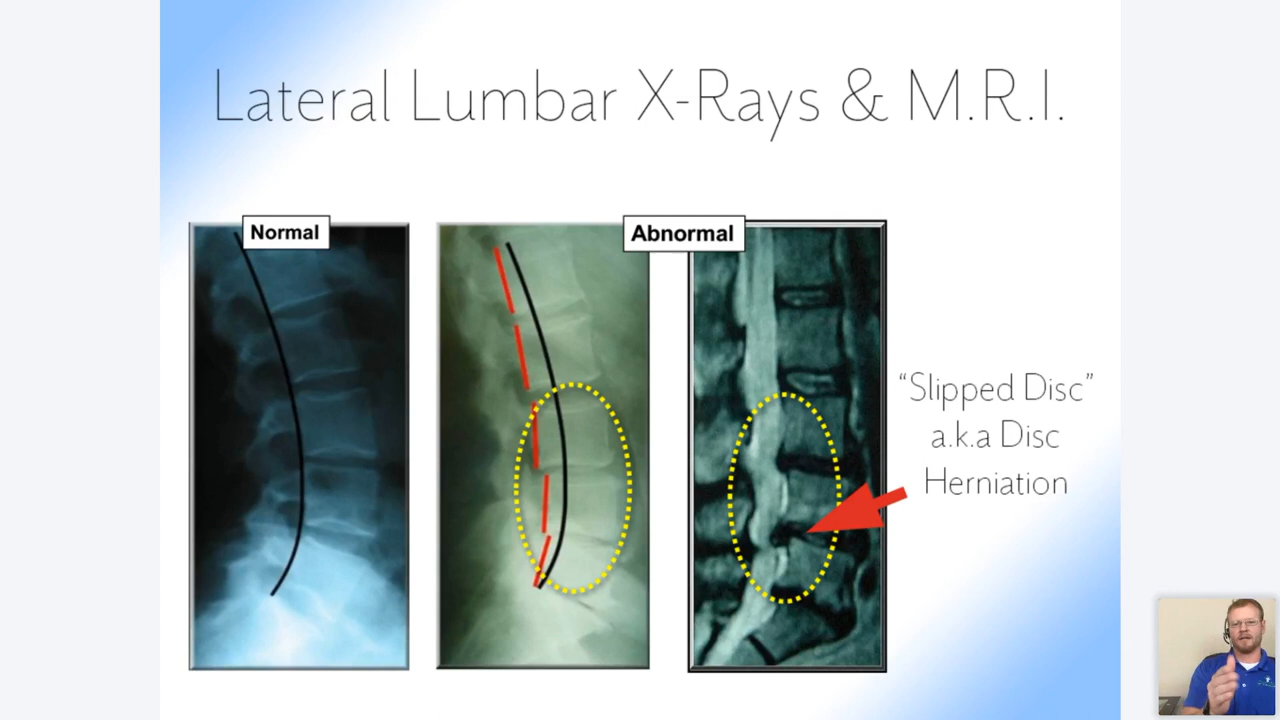 Lateral Lumbar X-Rays & M.R.I.
Normal
Abnormal
“Slipped Disc”
a.k.a Disc
Herniation